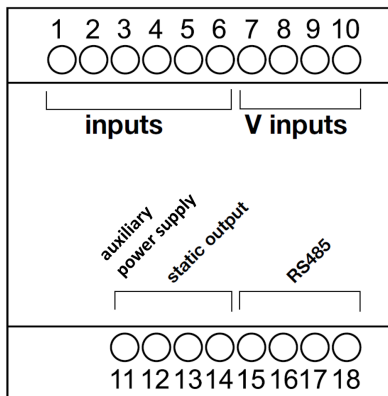 1 2 3 4 5 6 7 8 9 10
inputs V inputs
auxiliary
power supply
static output
RS485
11 12 13 14 15 16 17 18